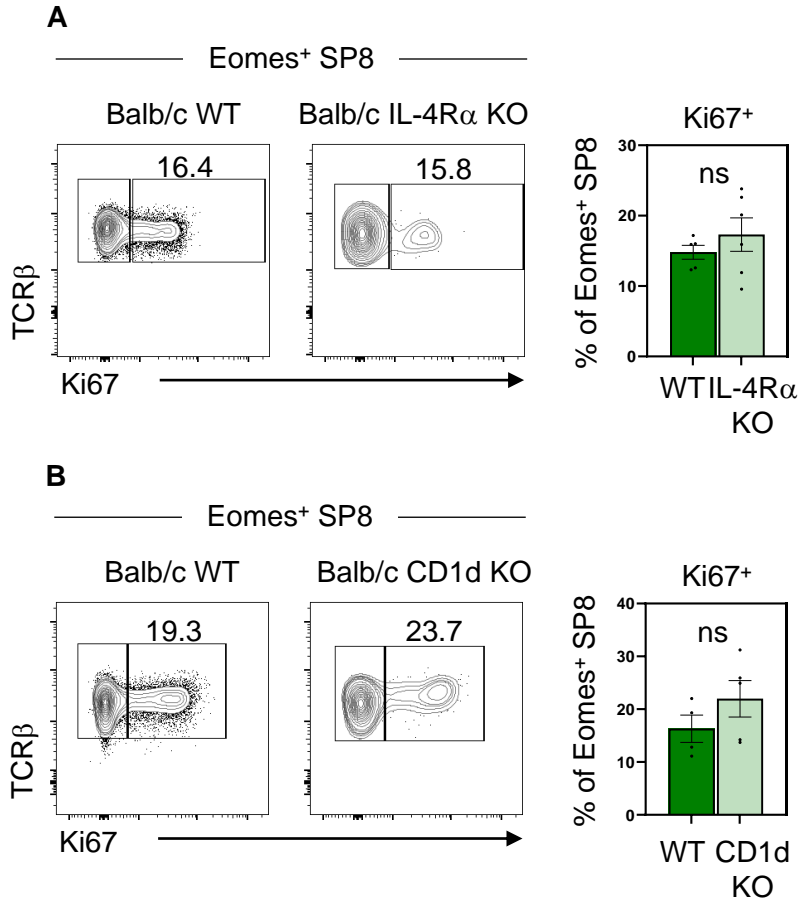 A
Eomes⁺ SP8
Balb/c WT
Balb/c IL-4Rα KO
16.4
15.8
TCRβ
Ki67
Ki67⁺
ns
% of Eomes⁺ SP8
30
20
10
0
WT
IL-4Rα
KO
B
Eomes⁺ SP8
Balb/c WT
Balb/c CD1d KO
19.3
23.7
TCRβ
Ki67
Ki67⁺
ns
% of Eomes⁺ SP8
40
30
20
10
0
WT
CD1d
KO